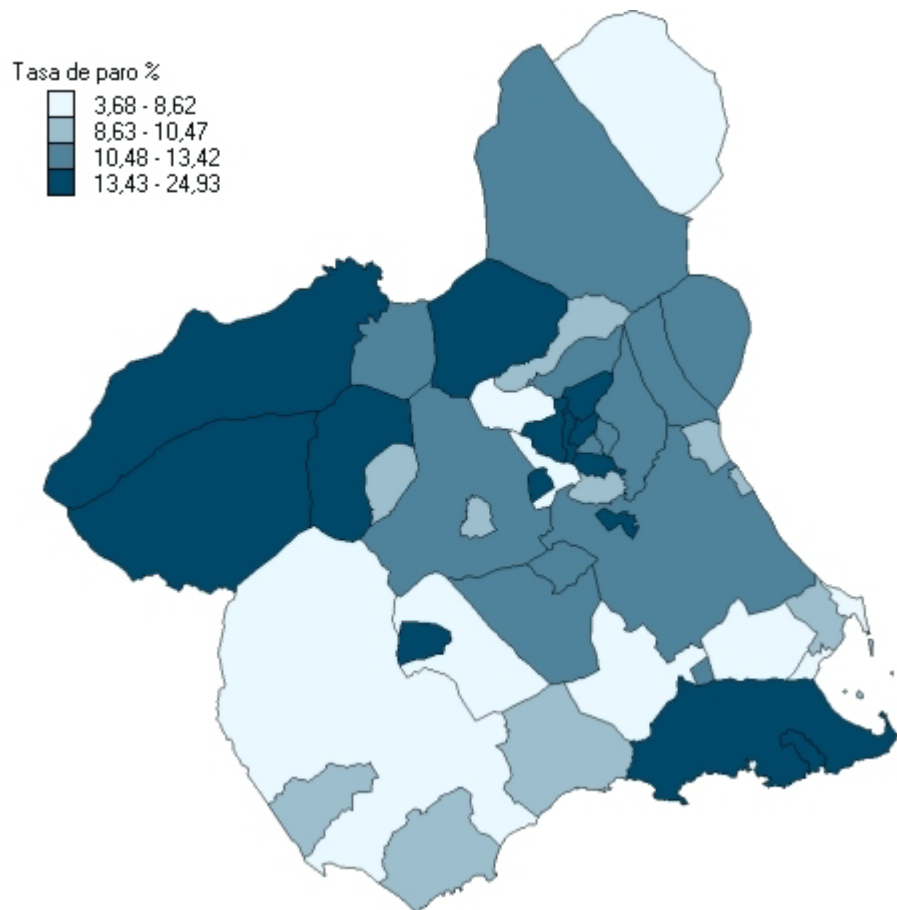 Tasa de paro %
3,68 - 8,62
8,63 - 10,47
10,48 - 13,42
13,43 - 24,93